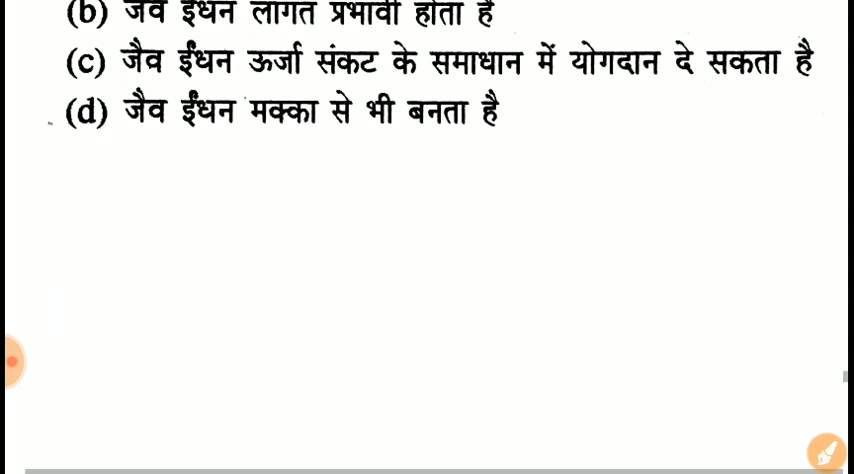 (b) जैव ईंधन लागत प्रभावी होता है
(c) जैव ईंधन ऊर्जा संकट के समाधान में योगदान दे सकता है
(d) जैव ईंधन मक्का से भी बनता है